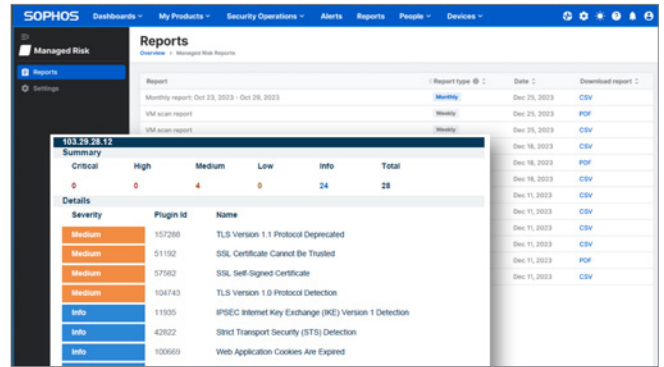 SOPHOS Dashboards My Products Security Operations Alerts Reports People Devices
Managed Risk
Reports
Settings
Reports
Overview > Managed Risk Reports
Report Report type Date Download report
Monthly report: Oct 23, 2023 - Oct 29, 2023 Monthly Dec 25, 2023 CSV
VM scan report Weekly Dec 25, 2023 PDF
VM scan report Weekly Dec 25, 2023 CSV
Dec 18, 2023 CSV
Dec 18, 2023 PDF
Dec 18, 2023 CSV
Dec 11, 2023 CSV
Dec 11, 2023 CSV
Dec 11, 2023 CSV
Dec 11, 2023 PDF
Dec 11, 2023 CSV
103.29.28.12
Summary
Critical High Medium Low Info Total
0 0 4 0 24 28
Details
Severity Plugin Id Name
Medium 157288 TLS Version 1.1 Protocol Deprecated
Medium 51192 SSL Certificate Cannot Be Trusted
Medium 57582 SSL Self-Signed Certificate
Medium 104743 TLS Version 1.0 Protocol Detection
Info 11935 IPSEC Internet Key Exchange (IKE) Version 1 Detection
Info 42822 Strict Transport Security (STS) Detection
Info 100669 Web Application Cookies Are Expired